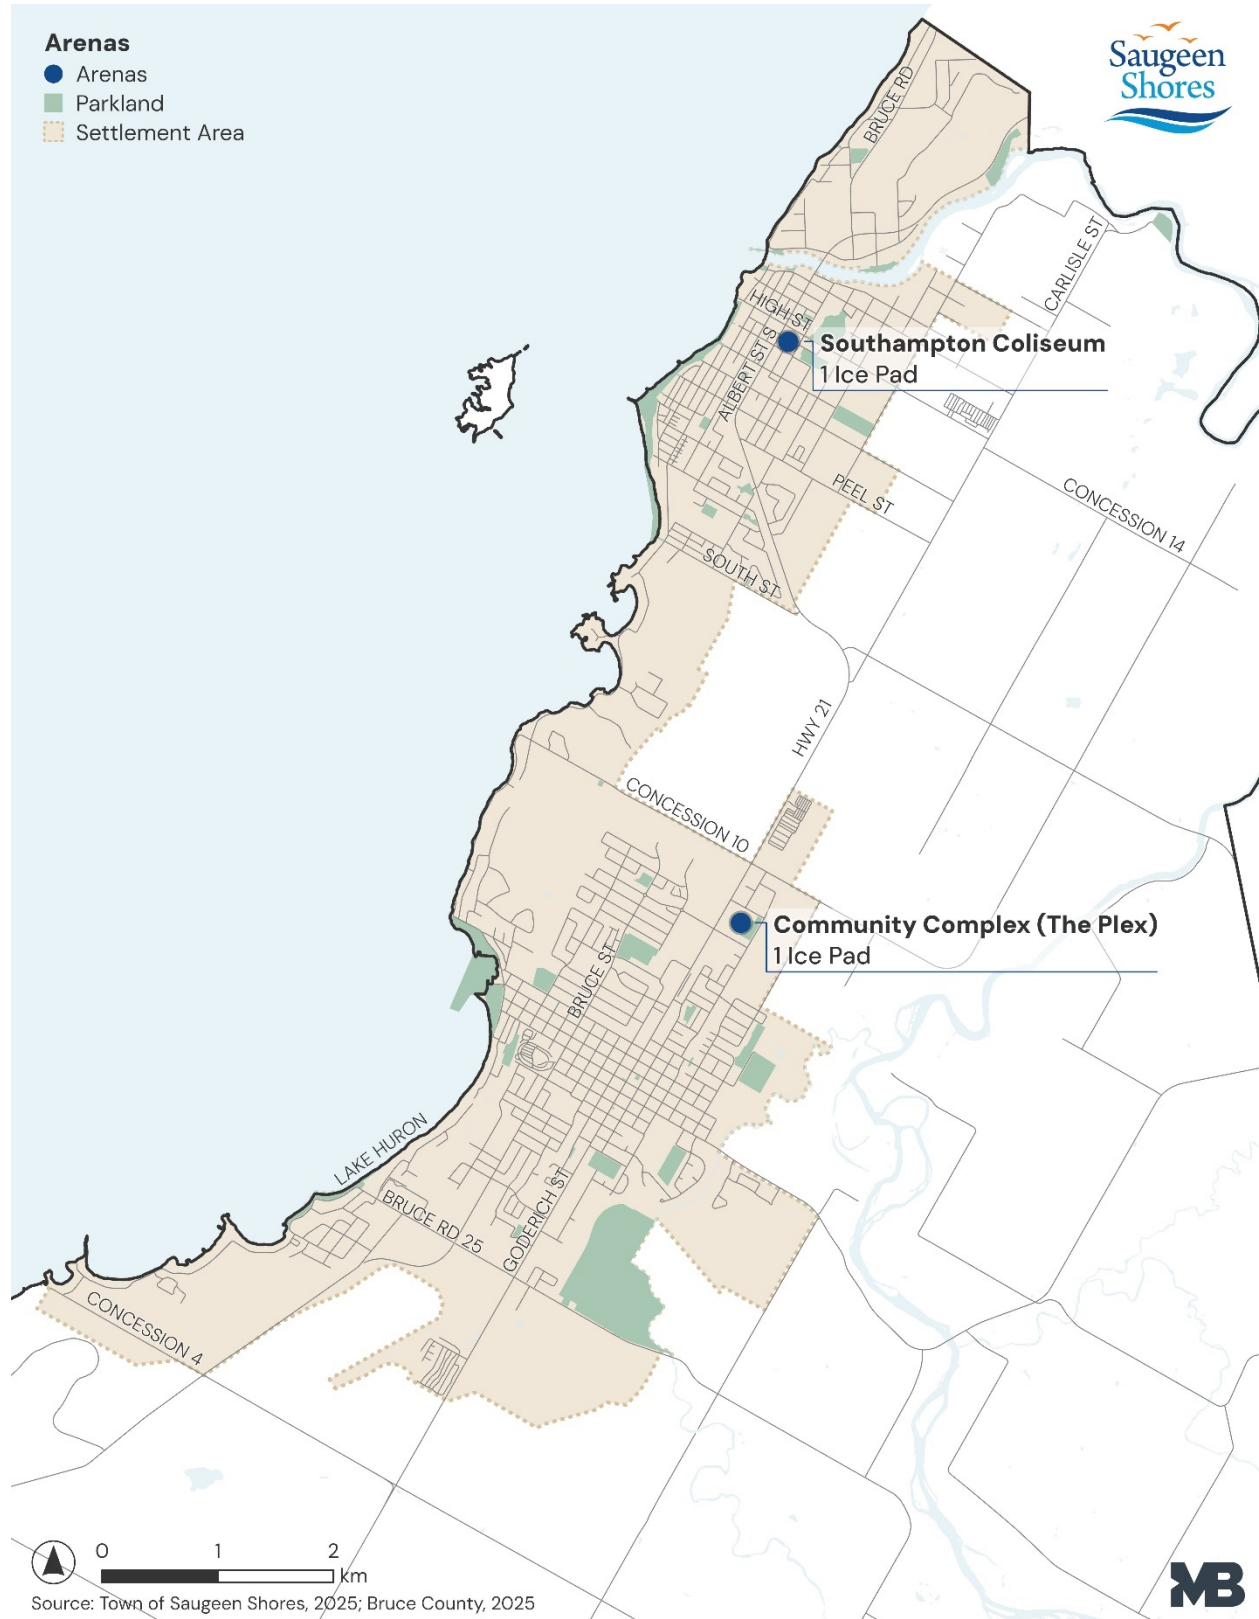 Arenas
Arenas
Parkland
Settlement Area
Saugeen
Shores
BRUCE RD
CARLISLE ST
HIGH ST
ALBERT ST S
Southampton Coliseum
1 Ice Pad
PEEL ST
CONCESSION 14
SOUTH ST
HWY 21
CONCESSION 10
Community Complex (The Plex)
1 Ice Pad
BRUCE ST
LAKE HURON
BRUCE RD 25
GODERICH ST
CONCESSION 4
0 1 2
km
Source: Town of Saugeen Shores, 2025; Bruce County, 2025
MB